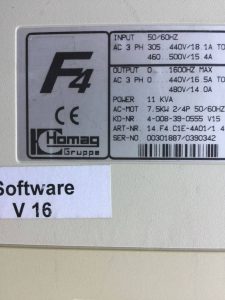 F4
CE
Homag
Gruppe
INPUT 50/60HZ
AC 3 PH 305 440V/18.1A TO
460 500V/15.4A
OUTPUT 0 1600HZ MAX
AC 3 PH 0 440V/16.5A TO
480V/14.0A
POWER 11 KVA
AC-MOT 7.5KW 2/4P 50/60HZ
KD-NR 4-008-39-0555 V15
ART-NR 14.F4.C1E-4A01/1.4
SER-NO 00301887/0390342
Software
V 16